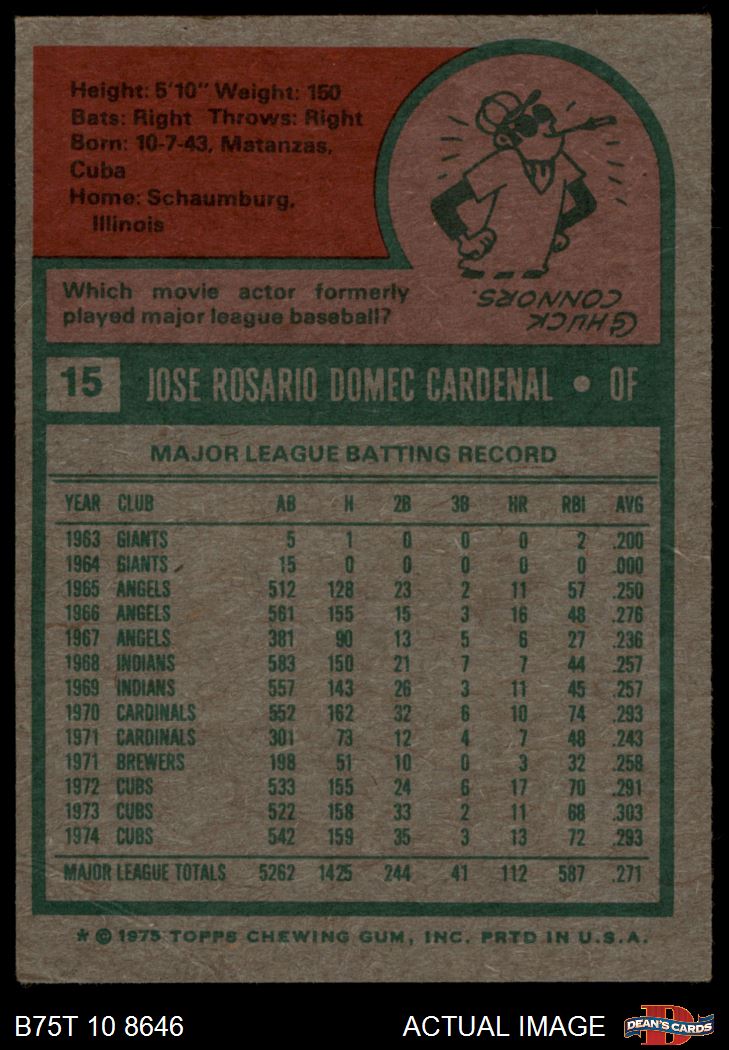 Height: 5'10" Weight: 150
Bats: Right Throws: Right
Born: 10-7-43, Matanzas,
Cuba
Home: Schaumburg,
Illinois
Which movie actor formerly
played major league baseball?
CHUCK
CONNORS.
15 JOSE ROSARIO DOMEC CARDENAL • OF
MAJOR LEAGUE BATTING RECORD
YEAR CLUB AB H 2B 3B HR RBI AVG
1963 GIANTS 5 1 0 0 0 2 .200
1964 GIANTS 15 0 0 0 0 0 .000
1965 ANGELS 512 128 23 2 11 57 .250
1966 ANGELS 561 155 15 3 16 48 .276
1967 ANGELS 381 90 13 5 6 27 .236
1968 INDIANS 583 150 21 7 7 44 .257
1969 INDIANS 557 143 26 3 11 45 .257
1970 CARDINALS 552 162 32 6 10 74 .293
1971 CARDINALS 301 73 12 4 7 48 .243
1971 BREWERS 198 51 10 0 3 32 .258
1972 CUBS 533 155 24 6 17 70 .291
1973 CUBS 522 158 33 2 11 68 .303
1974 CUBS 542 159 35 3 13 72 .293
MAJOR LEAGUE TOTALS 5262 1425 244 41 112 587 .271
* © 1975 TOPPS CHEWING GUM, INC. PRTD IN U.S.A.
B75T 10 8646 ACTUAL IMAGE DEAN'S CARDS